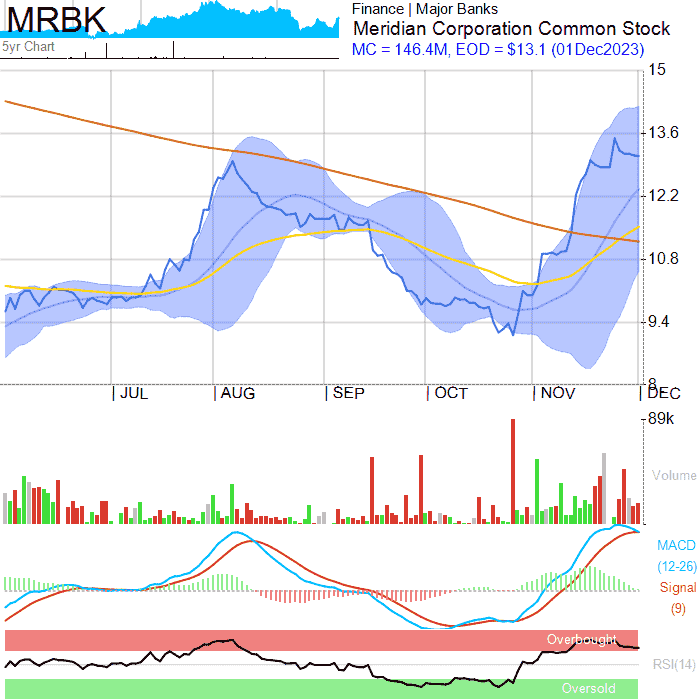 MRBK
Finance | Major Banks
Meridian Corporation Common Stock
5yr Chart
MC = 146.4M, EOD = $13.1 (01Dec2023)
15
13.6
12.2
10.8
9.4
8
JUL
AUG
SEP
OCT
NOV
DEC
89k
Volume
MACD
(12-26)
Signal
(9)
Overbought
RSI(14)
Oversold